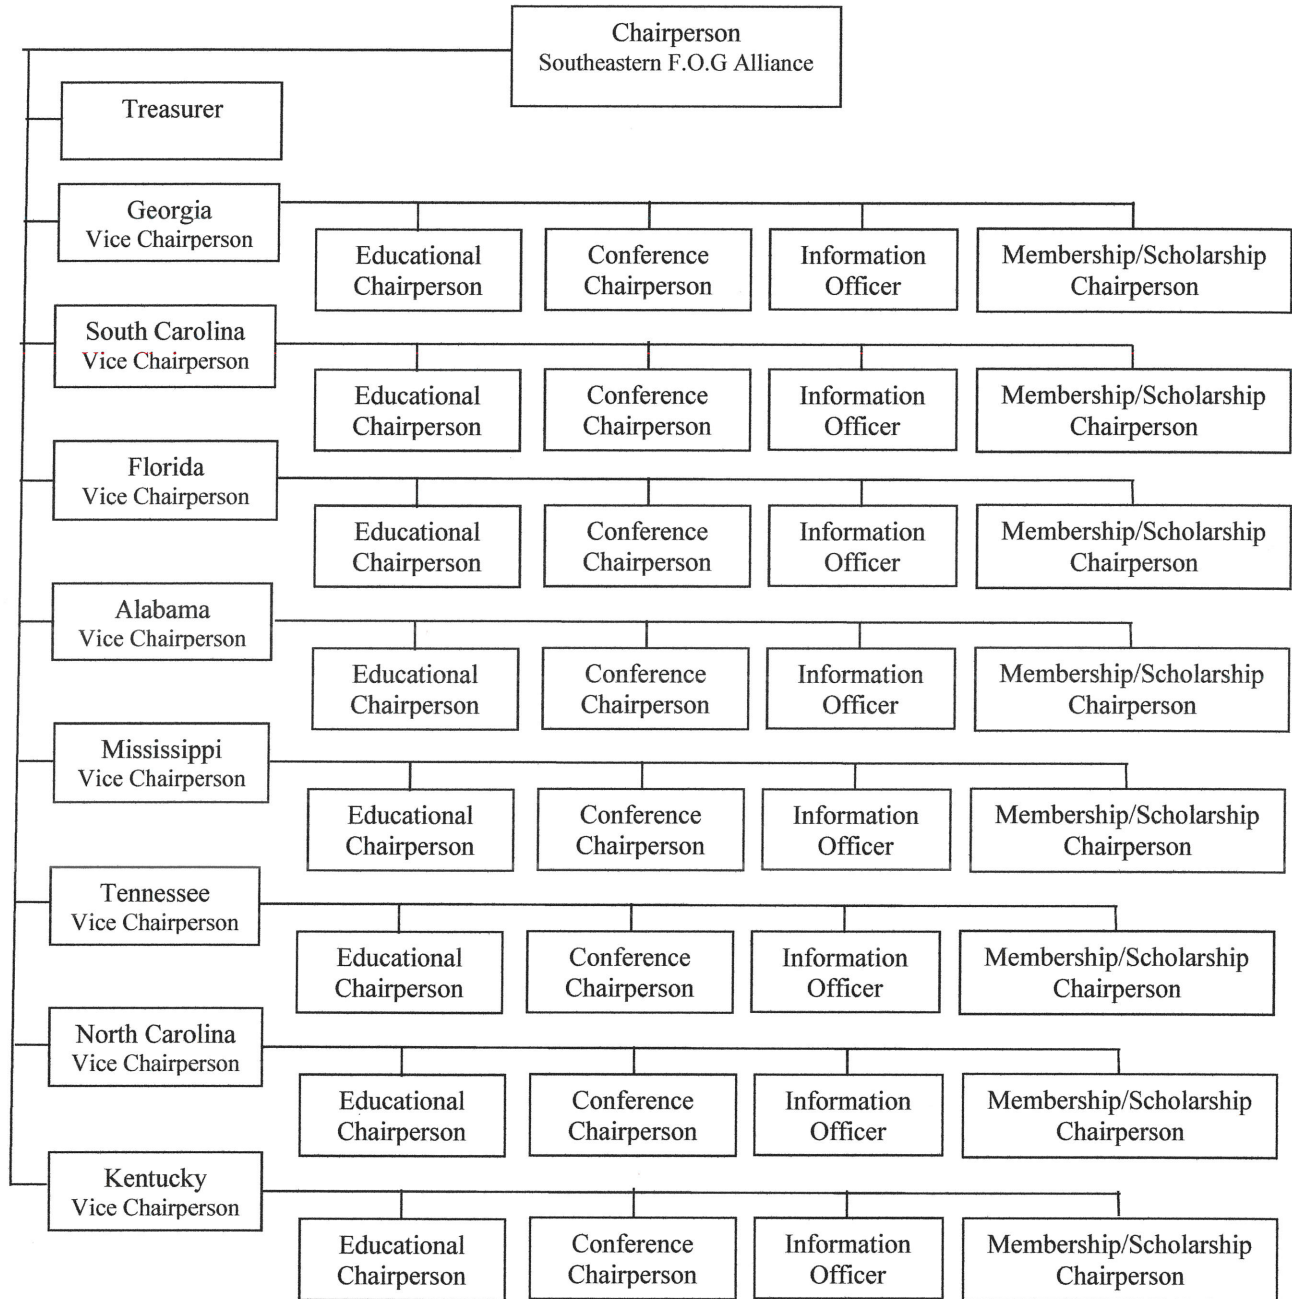 Chairperson
Southeastern F.O.G Alliance
Treasurer
Georgia
Vice Chairperson
Educational
Chairperson
Conference
Chairperson
Information
Officer
Membership/Scholarship
Chairperson
South Carolina
Vice Chairperson
Educational
Chairperson
Conference
Chairperson
Information
Officer
Membership/Scholarship
Chairperson
Florida
Vice Chairperson
Educational
Chairperson
Conference
Chairperson
Information
Officer
Membership/Scholarship
Chairperson
Alabama
Vice Chairperson
Educational
Chairperson
Conference
Chairperson
Information
Officer
Membership/Scholarship
Chairperson
Mississippi
Vice Chairperson
Educational
Chairperson
Conference
Chairperson
Information
Officer
Membership/Scholarship
Chairperson
Tennessee
Vice Chairperson
Educational
Chairperson
Conference
Chairperson
Information
Officer
Membership/Scholarship
Chairperson
North Carolina
Vice Chairperson
Educational
Chairperson
Conference
Chairperson
Information
Officer
Membership/Scholarship
Chairperson
Kentucky
Vice Chairperson
Educational
Chairperson
Conference
Chairperson
Information
Officer
Membership/Scholarship
Chairperson